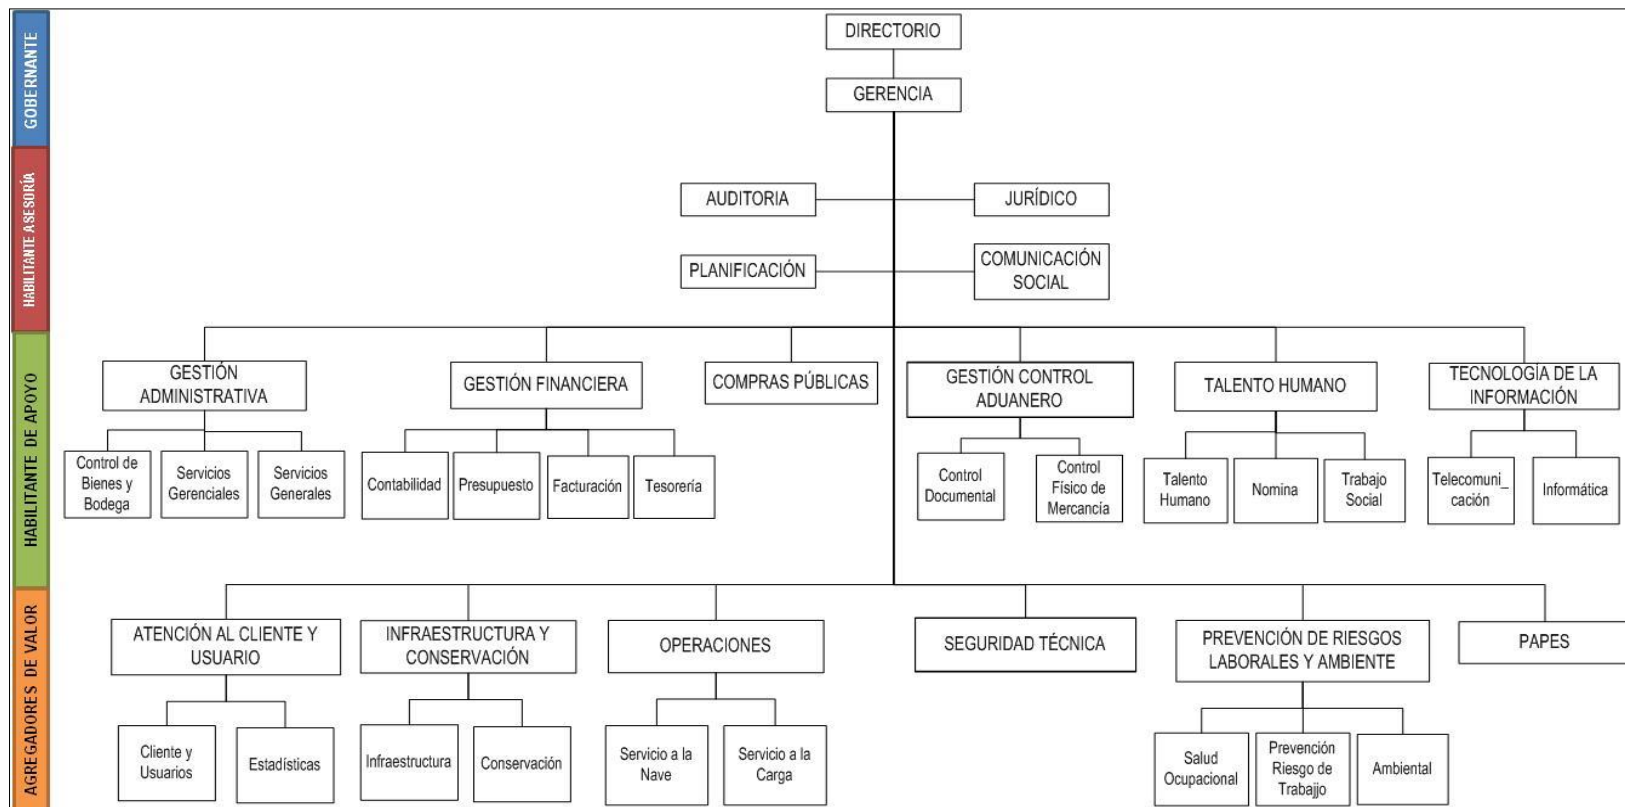 GOBERNANTE
DIRECTORIO
GERENCIA
HABILITANTE ASESORÍA
AUDITORIA
JURÍDICO
PLANIFICACIÓN
COMUNICACIÓN
SOCIAL
HABILITANTE DE APOYO
GESTIÓN
ADMINISTRATIVA
GESTIÓN FINANCIERA
COMPRAS PÚBLICAS
GESTIÓN CONTROL
ADUANERO
TALENTO HUMANO
TECNOLOGÍA DE LA
INFORMACIÓN
Control de
Bienes y
Bodega
Servicios
Gerenciales
Servicios
Generales
Contabilidad
Presupuesto
Facturación
Tesorería
Control
Documental
Control
Físico de
Mercancía
Talento
Humano
Nomina
Trabajo
Social
Telecomuni_
cación
Informática
AGREGADORES DE VALOR
ATENCIÓN AL CLIENTE Y
USUARIO
INFRAESTRUCTURA Y
CONSERVACIÓN
OPERACIONES
SEGURIDAD TÉCNICA
PREVENCIÓN DE RIESGOS
LABORALES Y AMBIENTE
PAPES
Cliente y
Usuarios
Estadísticas
Infraestructura
Conservación
Servicio a la
Nave
Servicio a la
Carga
Salud
Ocupacional
Prevención
Riesgo de
Trabajjo
Ambiental